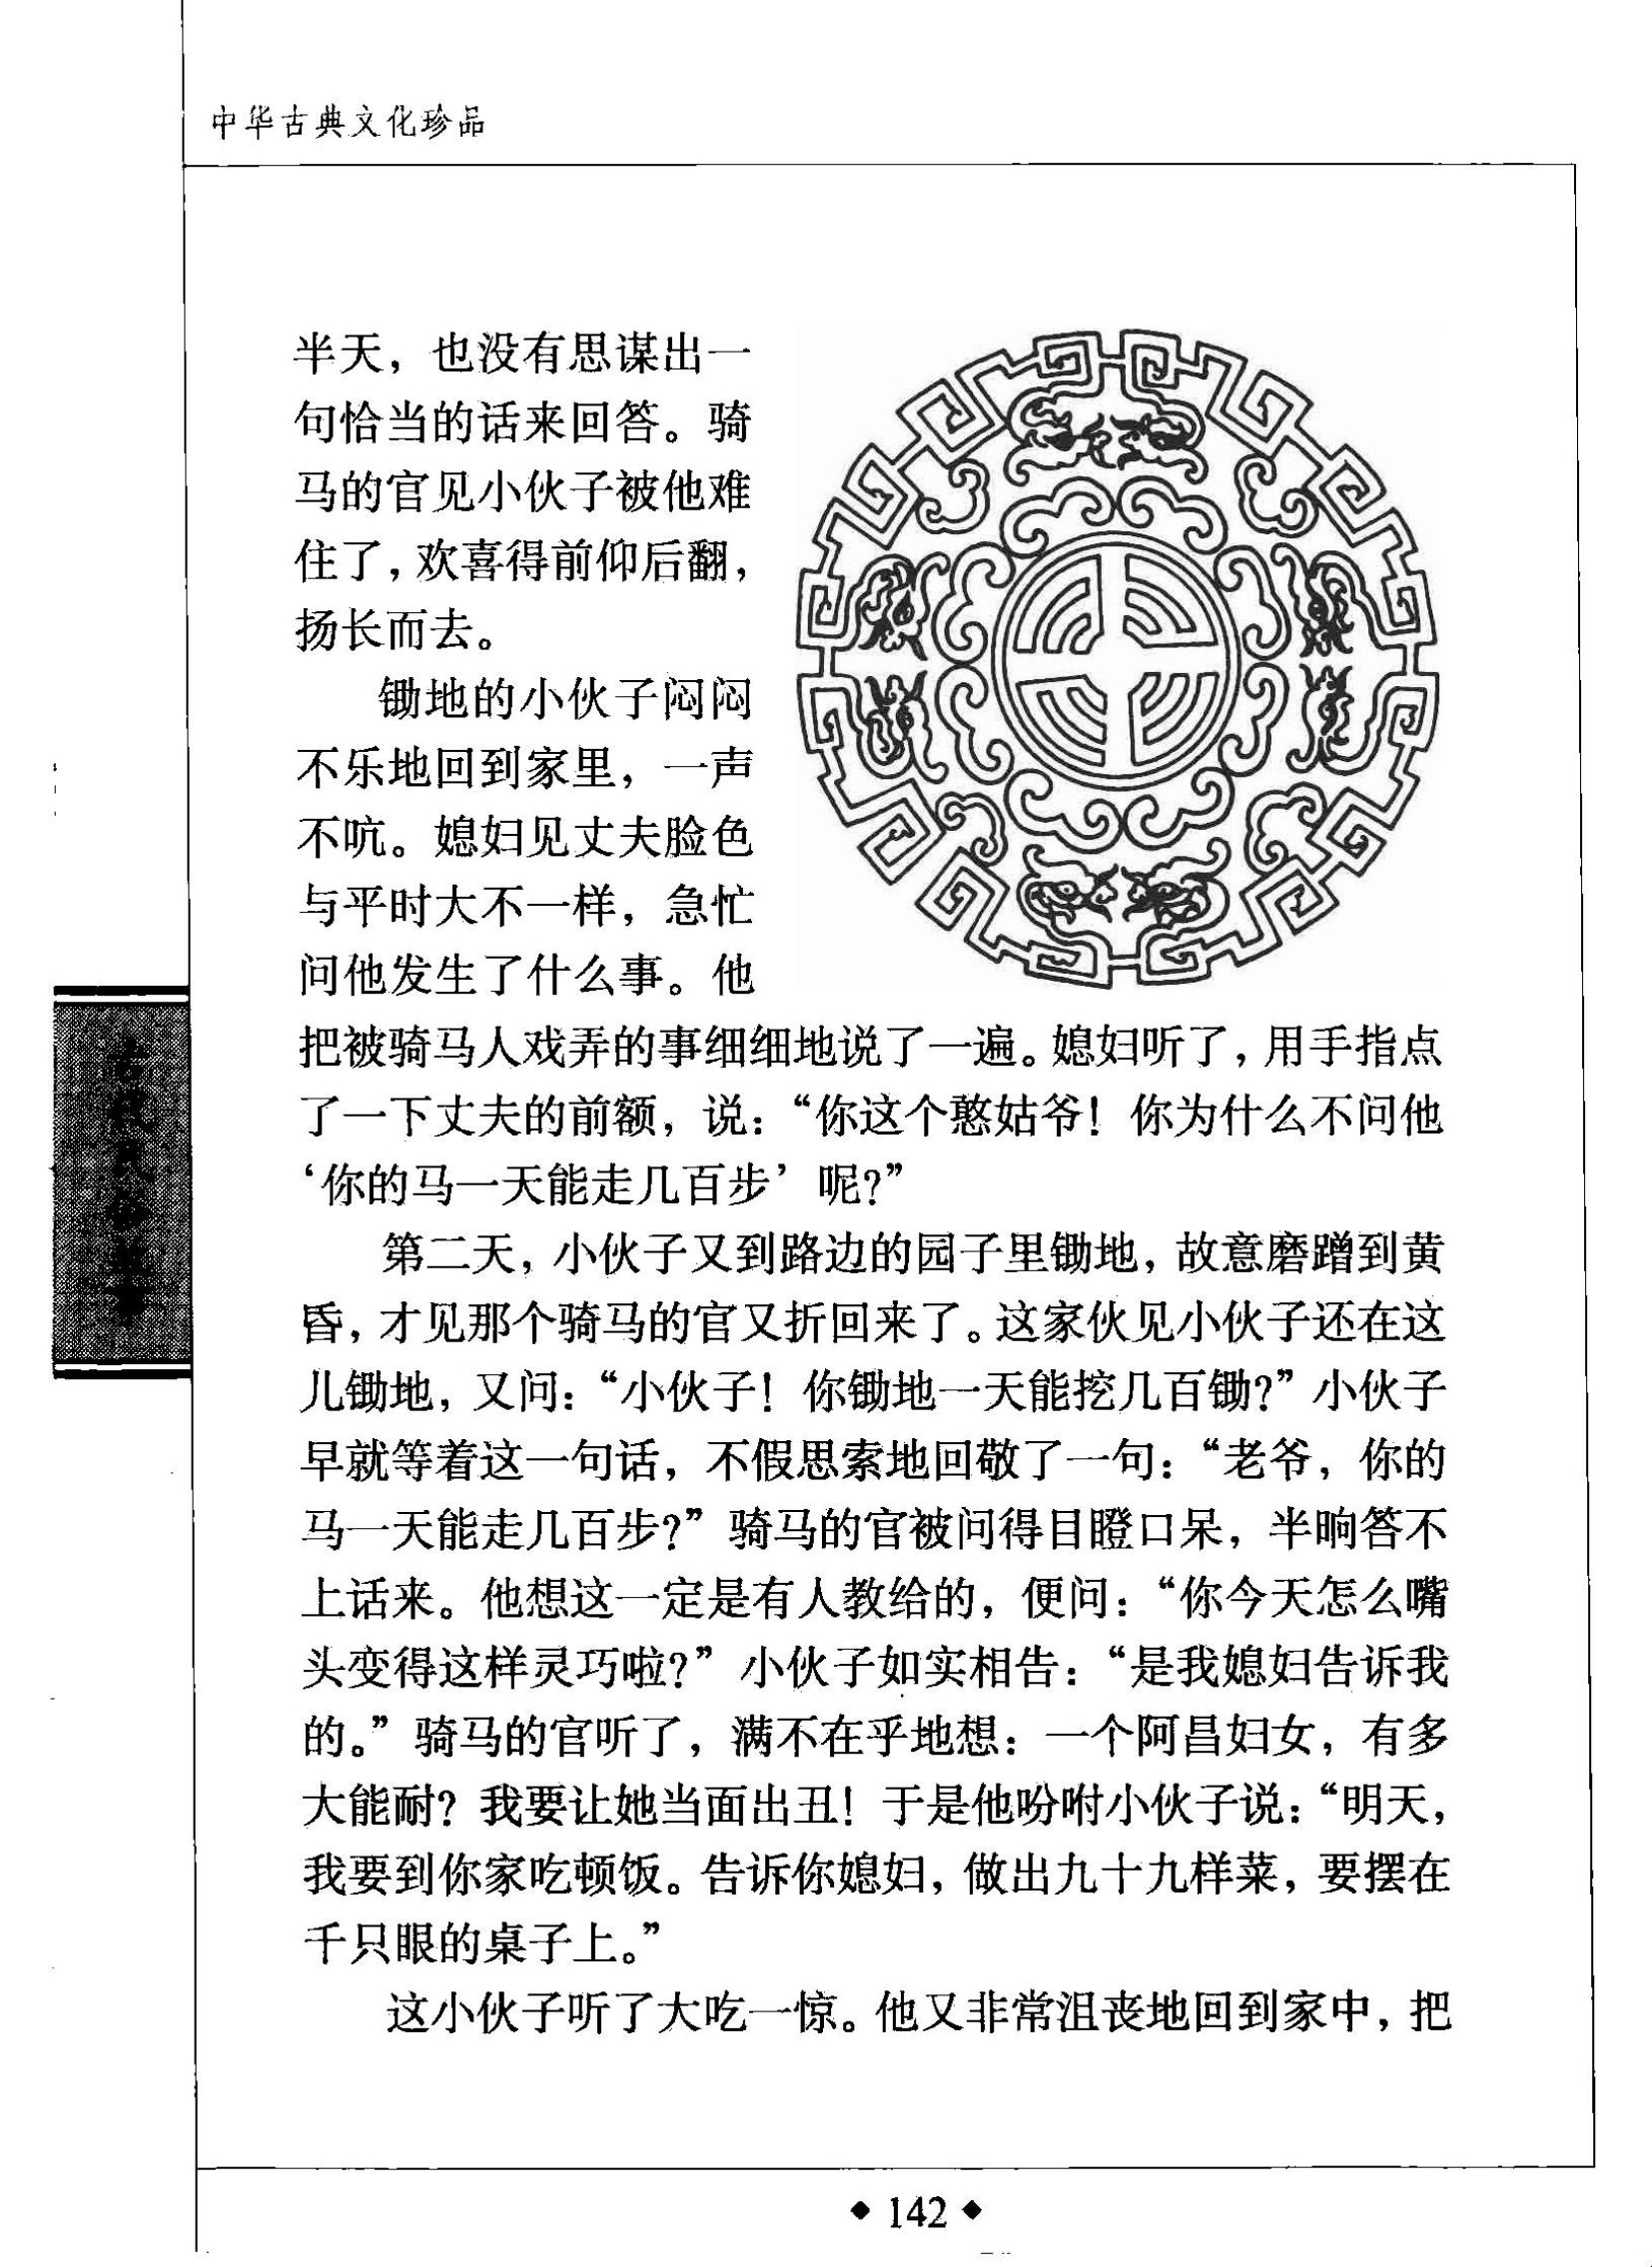 中华古典文化珍品
半天，也没有思谋出一
句恰当的话来回答。骑
马的官见小伙子被他难
住了，欢喜得前仰后翻，
扬长而去。
锄地的小伙子闷闷
不乐地回到家里，一声
不吭。媳妇见丈夫脸色
与平时大不一样，急忙
问他发生了什么事。他
把被骑马人戏弄的事细细地说了一遍。媳妇听了，用手指点
了一下丈夫的前额，说：“你这个憨姑爷！你为什么不问他
‘你的马一天能走几百步’呢？”
第二天，小伙子又到路边的园子里锄地，故意磨蹭到黄
昏，才见那个骑马的官又折回来了。这家伙见小伙子还在这
儿锄地，又问：“小伙子！你锄地一天能挖几百锄？”小伙子
早就等着这一句话，不假思索地回敬了一句：“老爷，你的
马一天能走几百步？”骑马的官被问得目瞪口呆，半晌答不
上话来。他想这一定是有人教给的，便问：“你今天怎么嘴
头变得这样灵巧啦？”小伙子如实相告：“是我媳妇告诉我
的。”骑马的官听了，满不在乎地想：一个阿昌妇女，有多
大能耐？我要让她当面出丑！于是他吩咐小伙子说：“明天，
我要到你家吃顿饭。告诉你媳妇，做出九十九样菜，要摆在
千只眼的桌子上。”
这小伙子听了大吃一惊。他又非常沮丧地回到家中，把
◆ 142 ◆